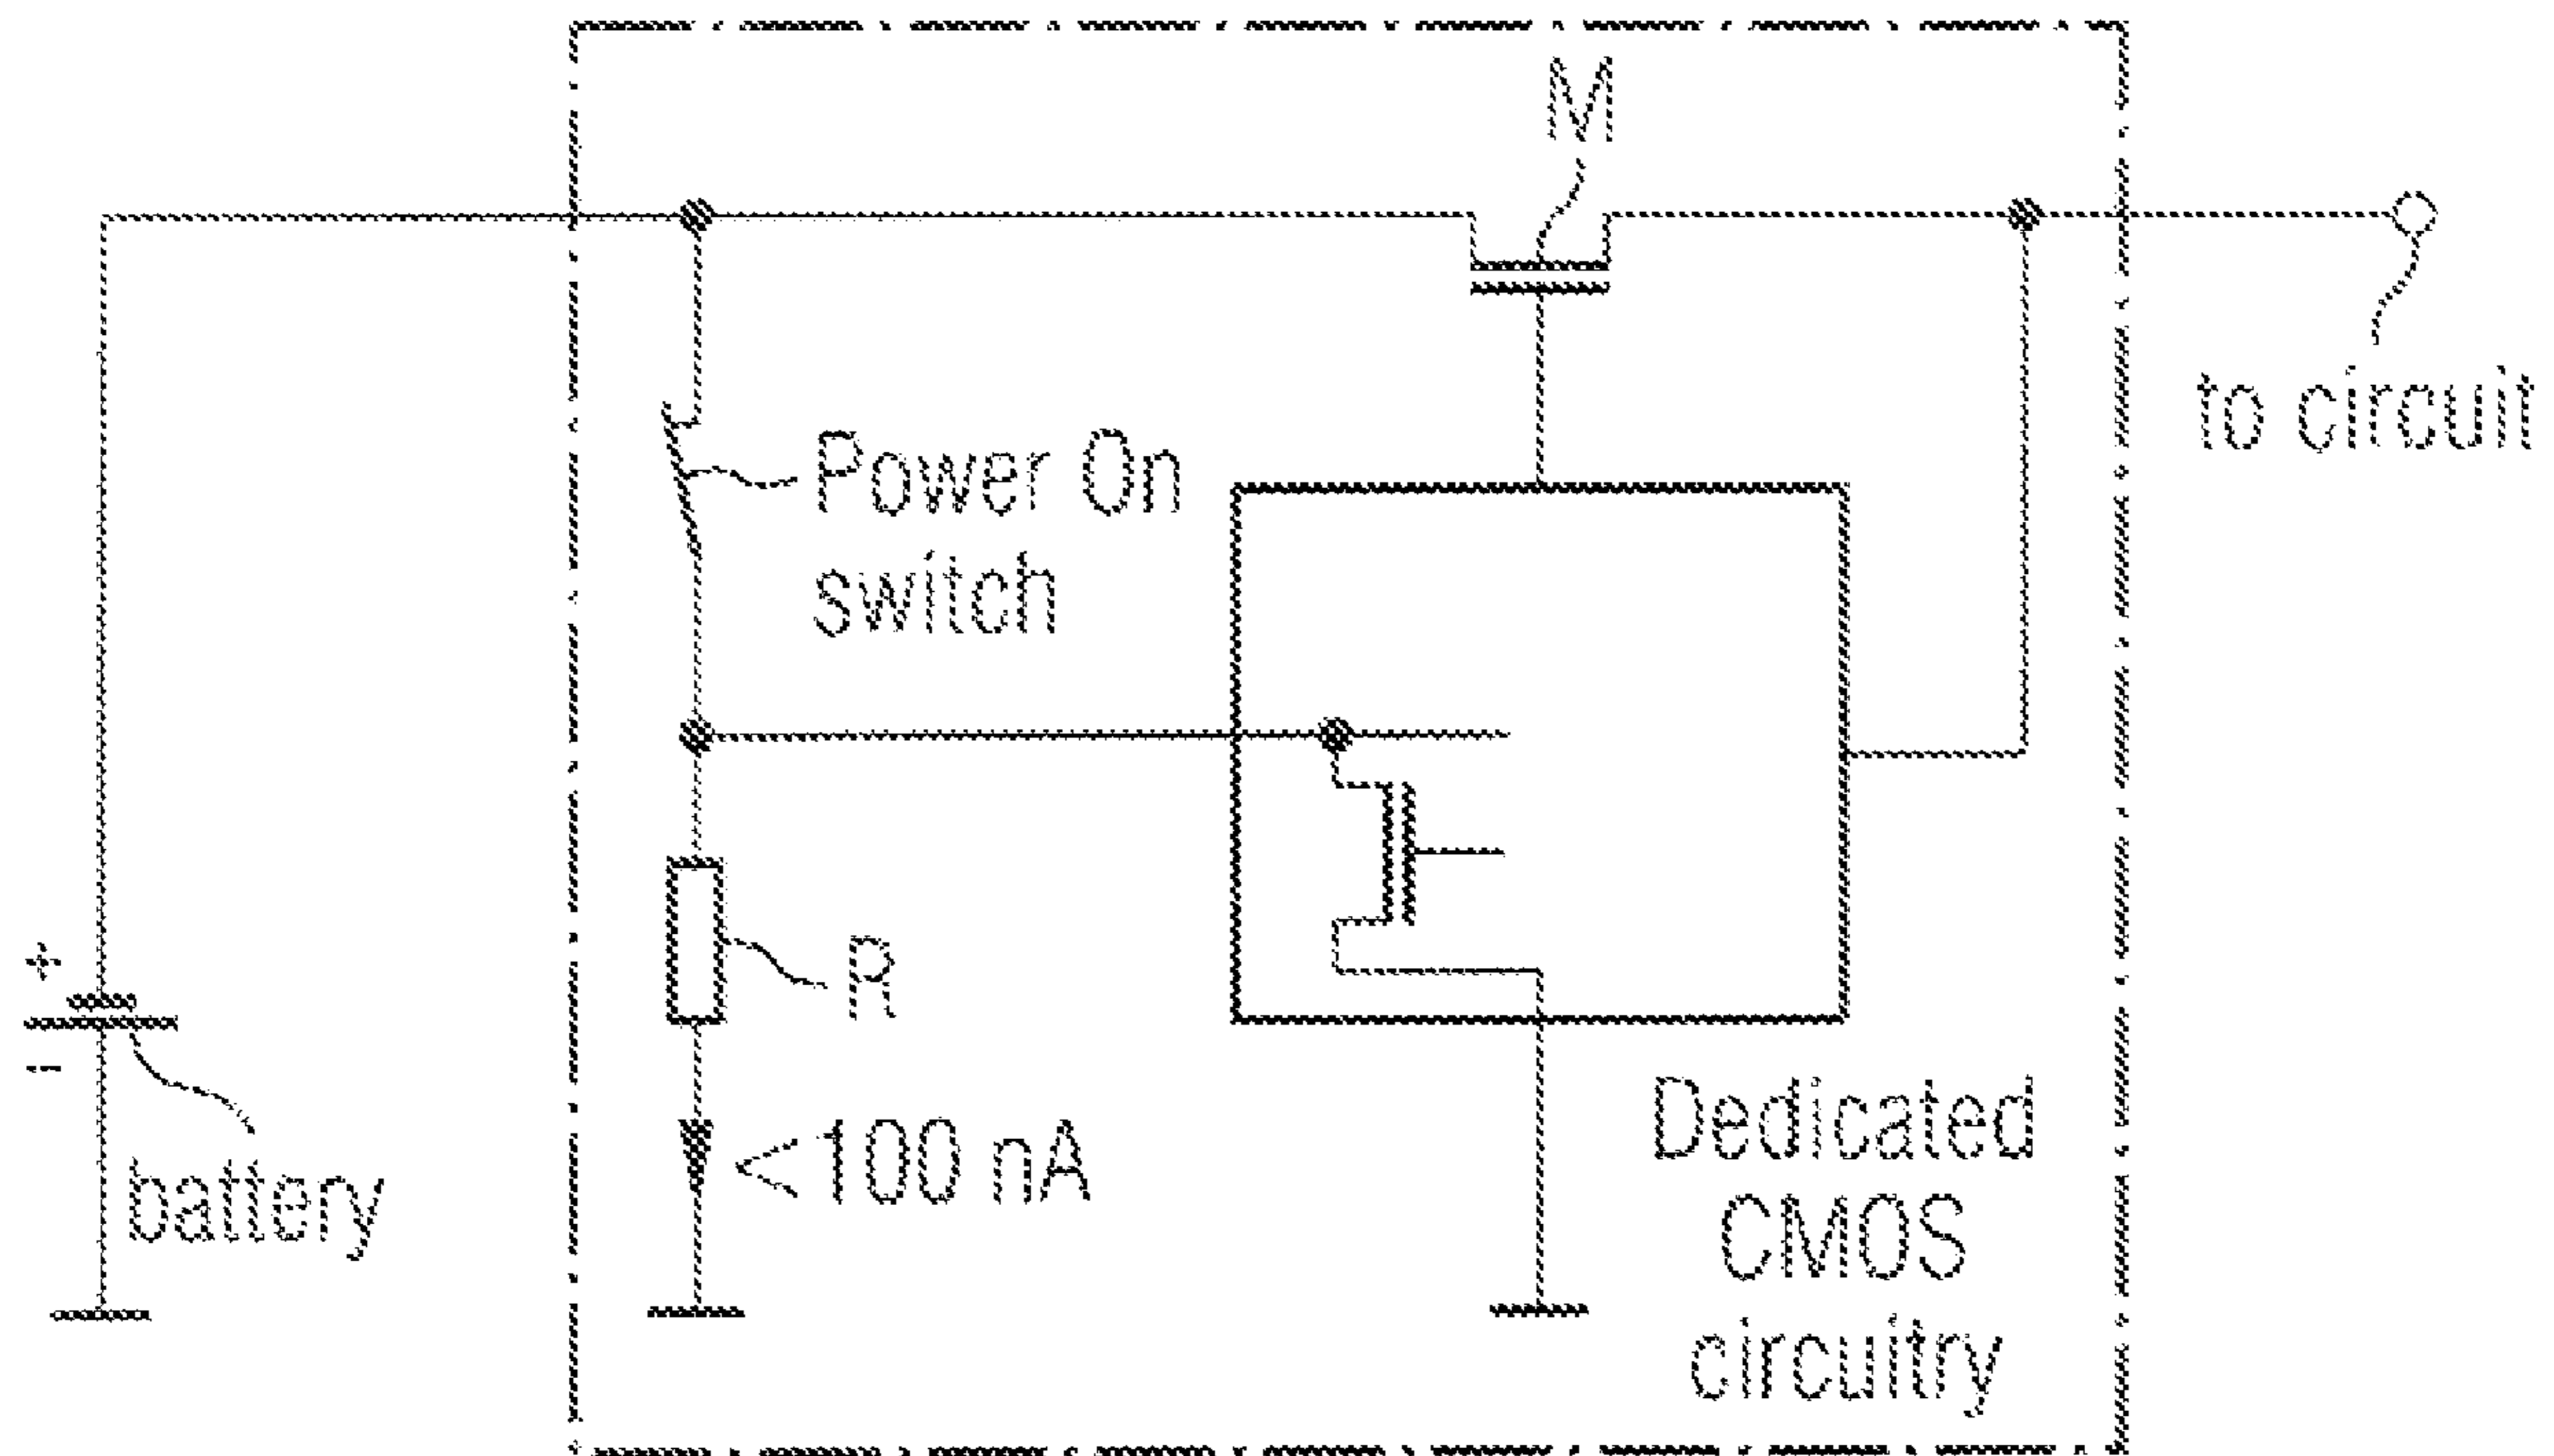 M
to circuit
Power On
switch
+
R
-
<100 nA
battery
Dedicated
CMOS
circuitry